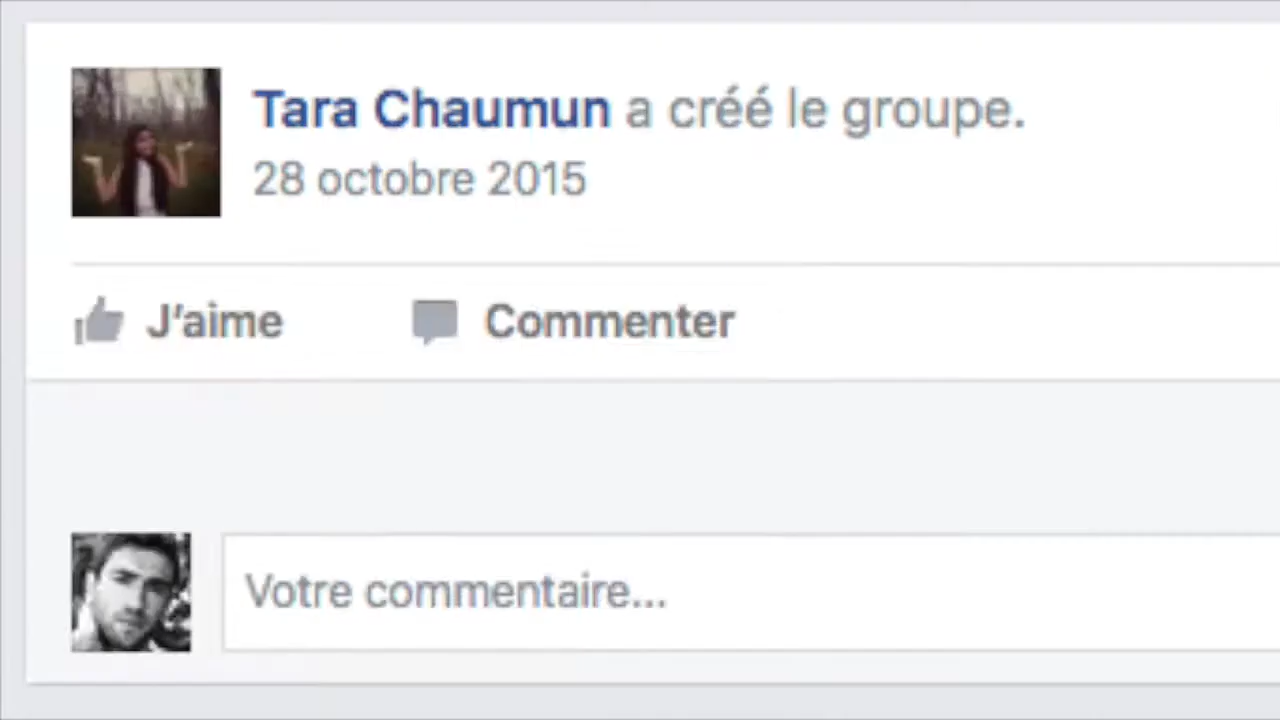 Tara Chaumun a créé le groupe.
28 octobre 2015
J'aime Commenter
Votre commentaire...